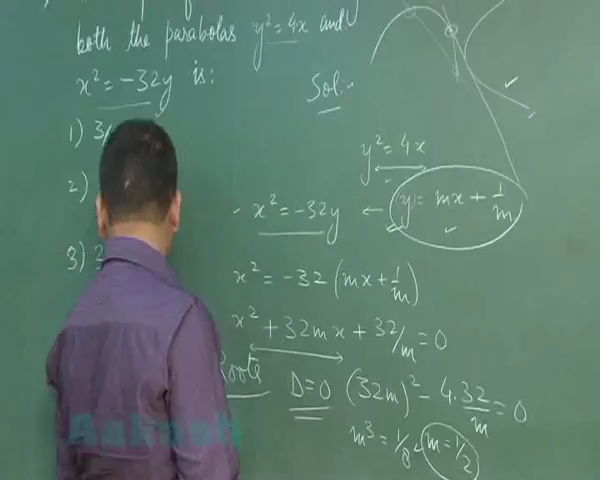 both the parabolas y² = 4x and
x² = -32y is:
Sol:-
1) 3/
2)
3)
y² = 4x
x² = -32y ← (y) = mx + 1/m
x² = -32 (mx + 1/m)
x² + 32mx + 32/m = 0
Roots D=0 (32m)² - 4.32/m = 0
m³ = 1/8, m = 1/2
Aakash